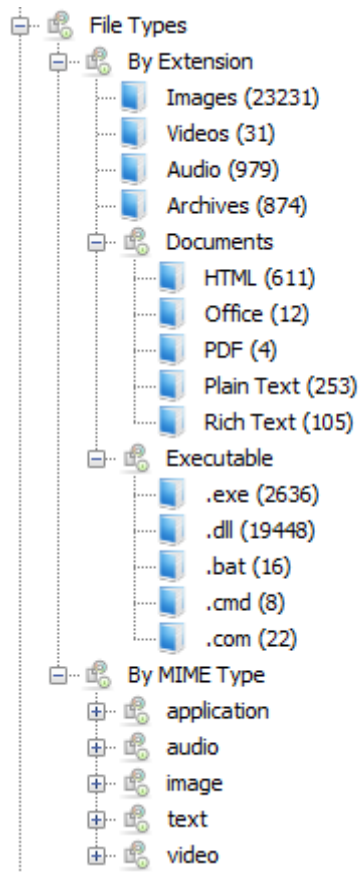 File Types
By Extension
Images (23231)
Videos (31)
Audio (979)
Archives (874)
Documents
HTML (611)
Office (12)
PDF (4)
Plain Text (253)
Rich Text (105)
Executable
.exe (2636)
.dll (19448)
.bat (16)
.cmd (8)
.com (22)
By MIME Type
application
audio
image
text
video